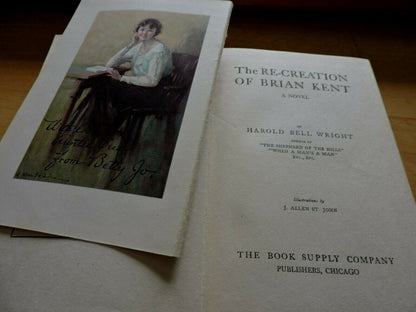 The RE-CREATION
OF BRIAN KENT
A NOVEL
BY
HAROLD BELL WRIGHT
AUTHOR OF
"THE SHEPHERD OF THE HILLS"
"WHEN A MAN'S A MAN"
ETC., ETC.
Illustrations by
J. ALLEN ST. JOHN
THE BOOK SUPPLY COMPANY
PUBLISHERS, CHICAGO
from Betty Jo.